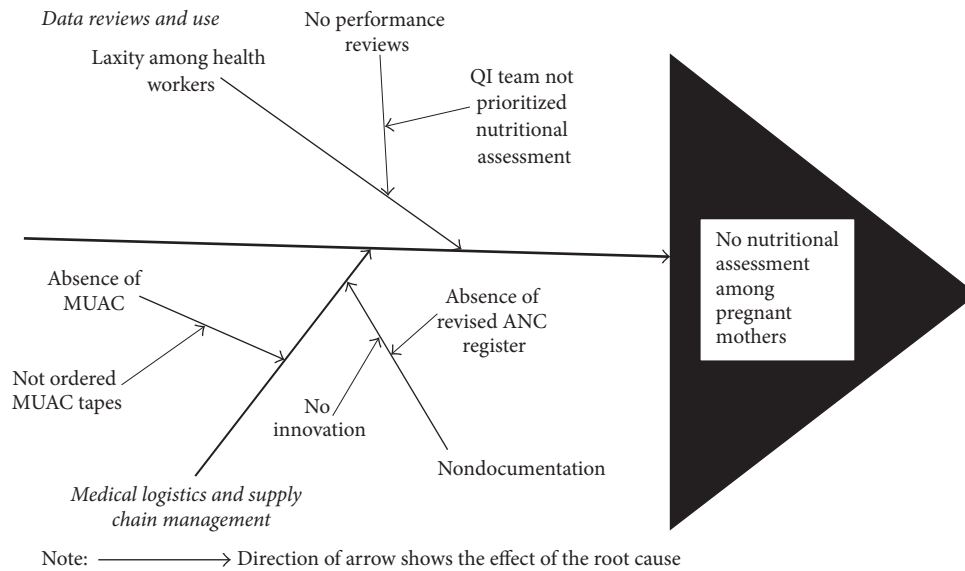 Data reviews and use
No performance
reviews
Laxity among health
workers
QI team not
prioritized
nutritional
assessment
No nutritional
assessment
among
pregnant
mothers
Absence of
MUAC
Absence of
revised ANC
register
Not ordered
MUAC tapes
No
innovation
Nondocumentation
Medical logistics and supply
chain management
Note: Direction of arrow shows the effect of the root cause